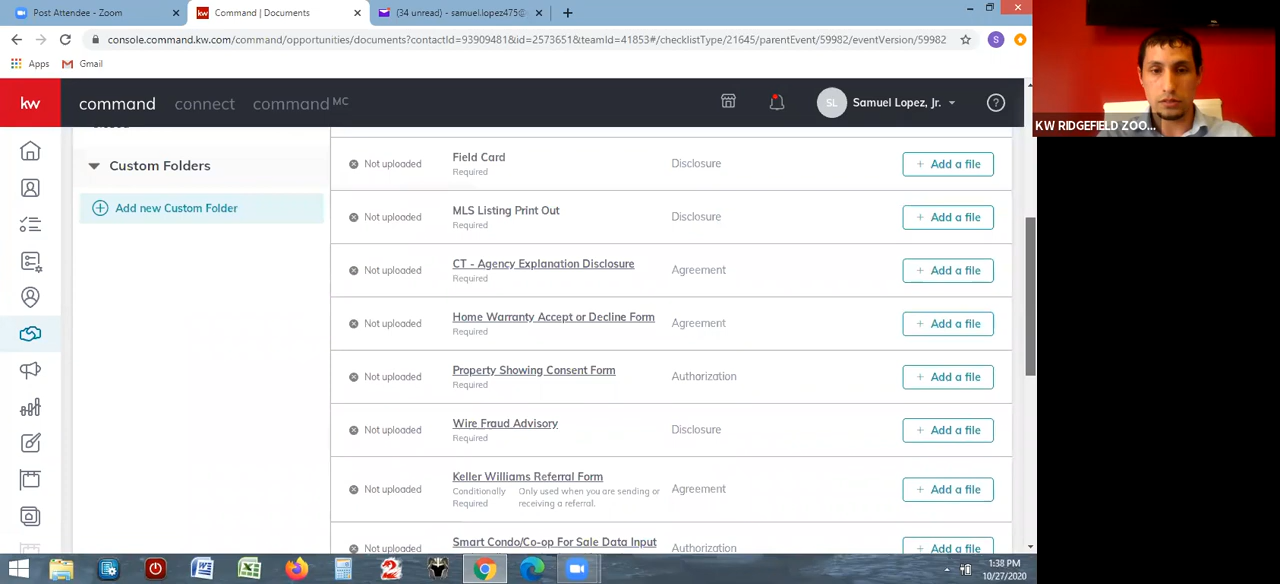 Post Attendee - Zoom
Command | Documents
(34 unread) - samuel.lopez475@
console.command.kw.com/command/opportunities/documents?contactId=93909481&id=2573651&teamId=41853#/checklistType/21645/parentEvent/59982/eventVersion/59982
S
Apps
Gmail
kw
command
connect
command MC
SL
Samuel Lopez, Jr.
KW RIDGEFIELD ZOO...
Custom Folders
Add new Custom Folder
Not uploaded
Field Card
Required
Disclosure
+ Add a file
Not uploaded
MLS Listing Print Out
Required
Disclosure
+ Add a file
Not uploaded
CT - Agency Explanation Disclosure
Required
Agreement
+ Add a file
Not uploaded
Home Warranty Accept or Decline Form
Required
Agreement
+ Add a file
Not uploaded
Property Showing Consent Form
Required
Authorization
+ Add a file
Not uploaded
Wire Fraud Advisory
Required
Disclosure
+ Add a file
Not uploaded
Keller Williams Referral Form
Conditionally Required
Only used when you are sending or receiving a referral.
Agreement
+ Add a file
Not uploaded
Smart Condo/Co-op For Sale Data Input
Authorization
+ Add a file
1:38 PM
10/27/2020